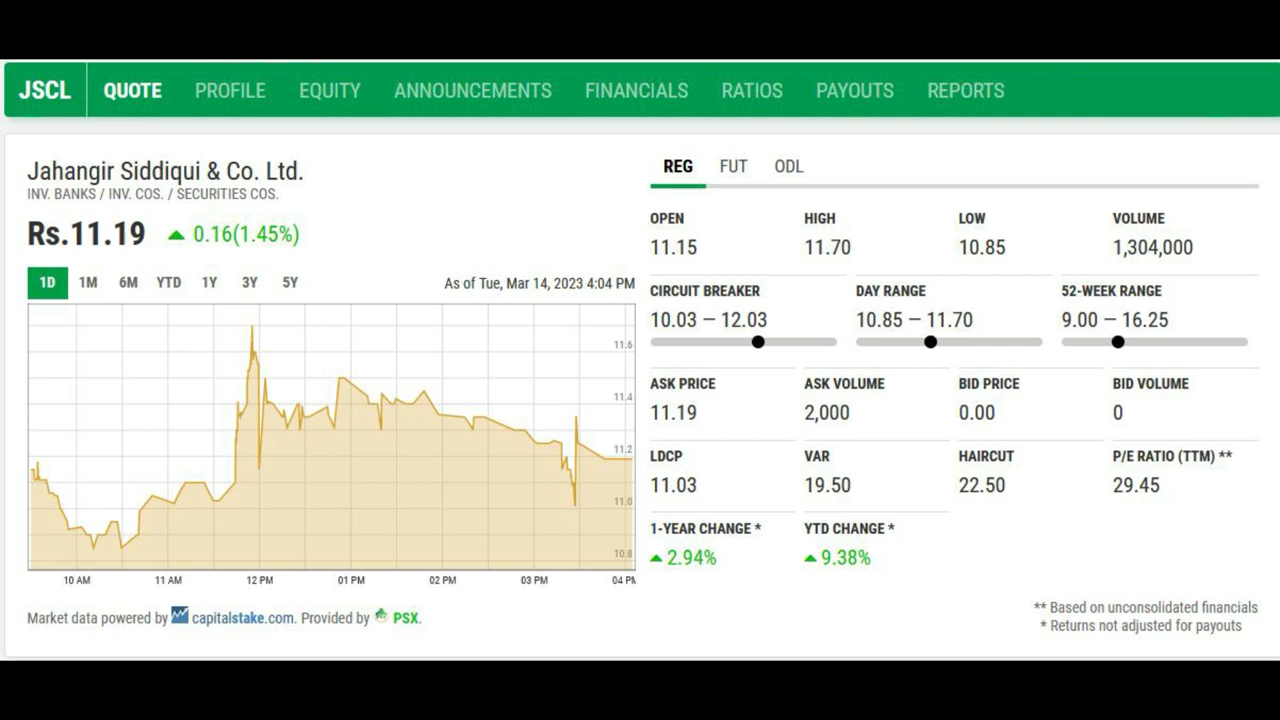 JSCL QUOTE PROFILE EQUITY ANNOUNCEMENTS FINANCIALS RATIOS PAYOUTS REPORTS
Jahangir Siddiqui & Co. Ltd.
INV. BANKS / INV. COS. / SECURITIES COS.
Rs.11.19 0.16(1.45%)
1D 1M 6M YTD 1Y 3Y 5Y
As of Tue, Mar 14, 2023 4:04 PM
11.6
11.4
11.2
11.0
10.8
10 AM 11 AM 12 PM 01 PM 02 PM 03 PM 04 PM
Market data powered by capitalstake.com. Provided by PSX.
REG FUT ODL
OPEN HIGH LOW VOLUME
11.15 11.70 10.85 1,304,000
CIRCUIT BREAKER DAY RANGE 52-WEEK RANGE
10.03 — 12.03 10.85 — 11.70 9.00 — 16.25
ASK PRICE ASK VOLUME BID PRICE BID VOLUME
11.19 2,000 0.00 0
LDCP VAR HAIRCUT P/E RATIO (TTM) **
11.03 19.50 22.50 29.45
1-YEAR CHANGE * YTD CHANGE *
2.94% 9.38%
** Based on unconsolidated financials
* Returns not adjusted for payouts